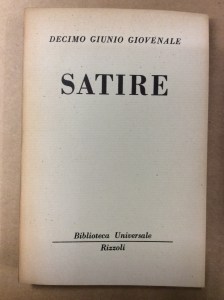 DECIMO GIUNIO GIOVENALE
SATIRE
Biblioteca Universale
Rizzoli